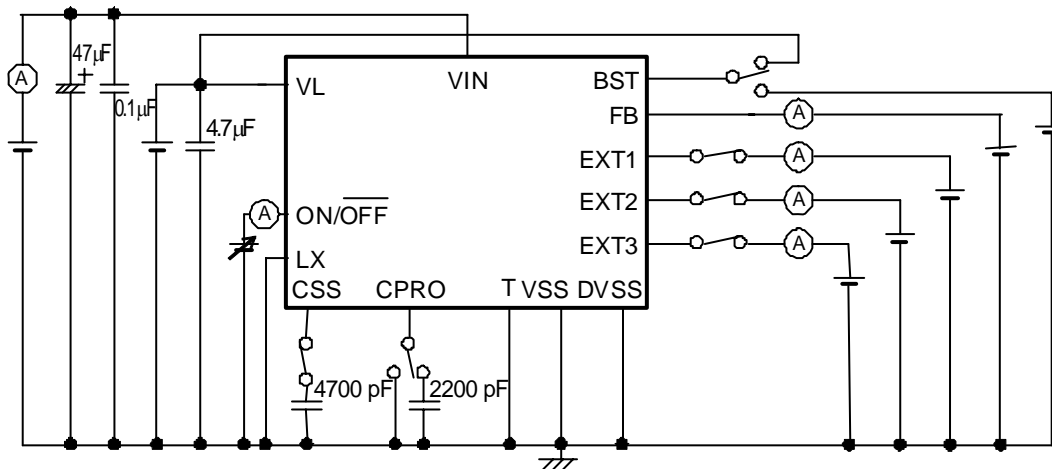 47µF
+
A
0.1µF
4.7µF
VL
VIN
BST
FB
A
EXT1
A
EXT2
A
EXT3
A
A
ON/O̅F̅F̅
LX
CSS
CPRO
T
VSS
DVSS
4700 pF
2200 pF